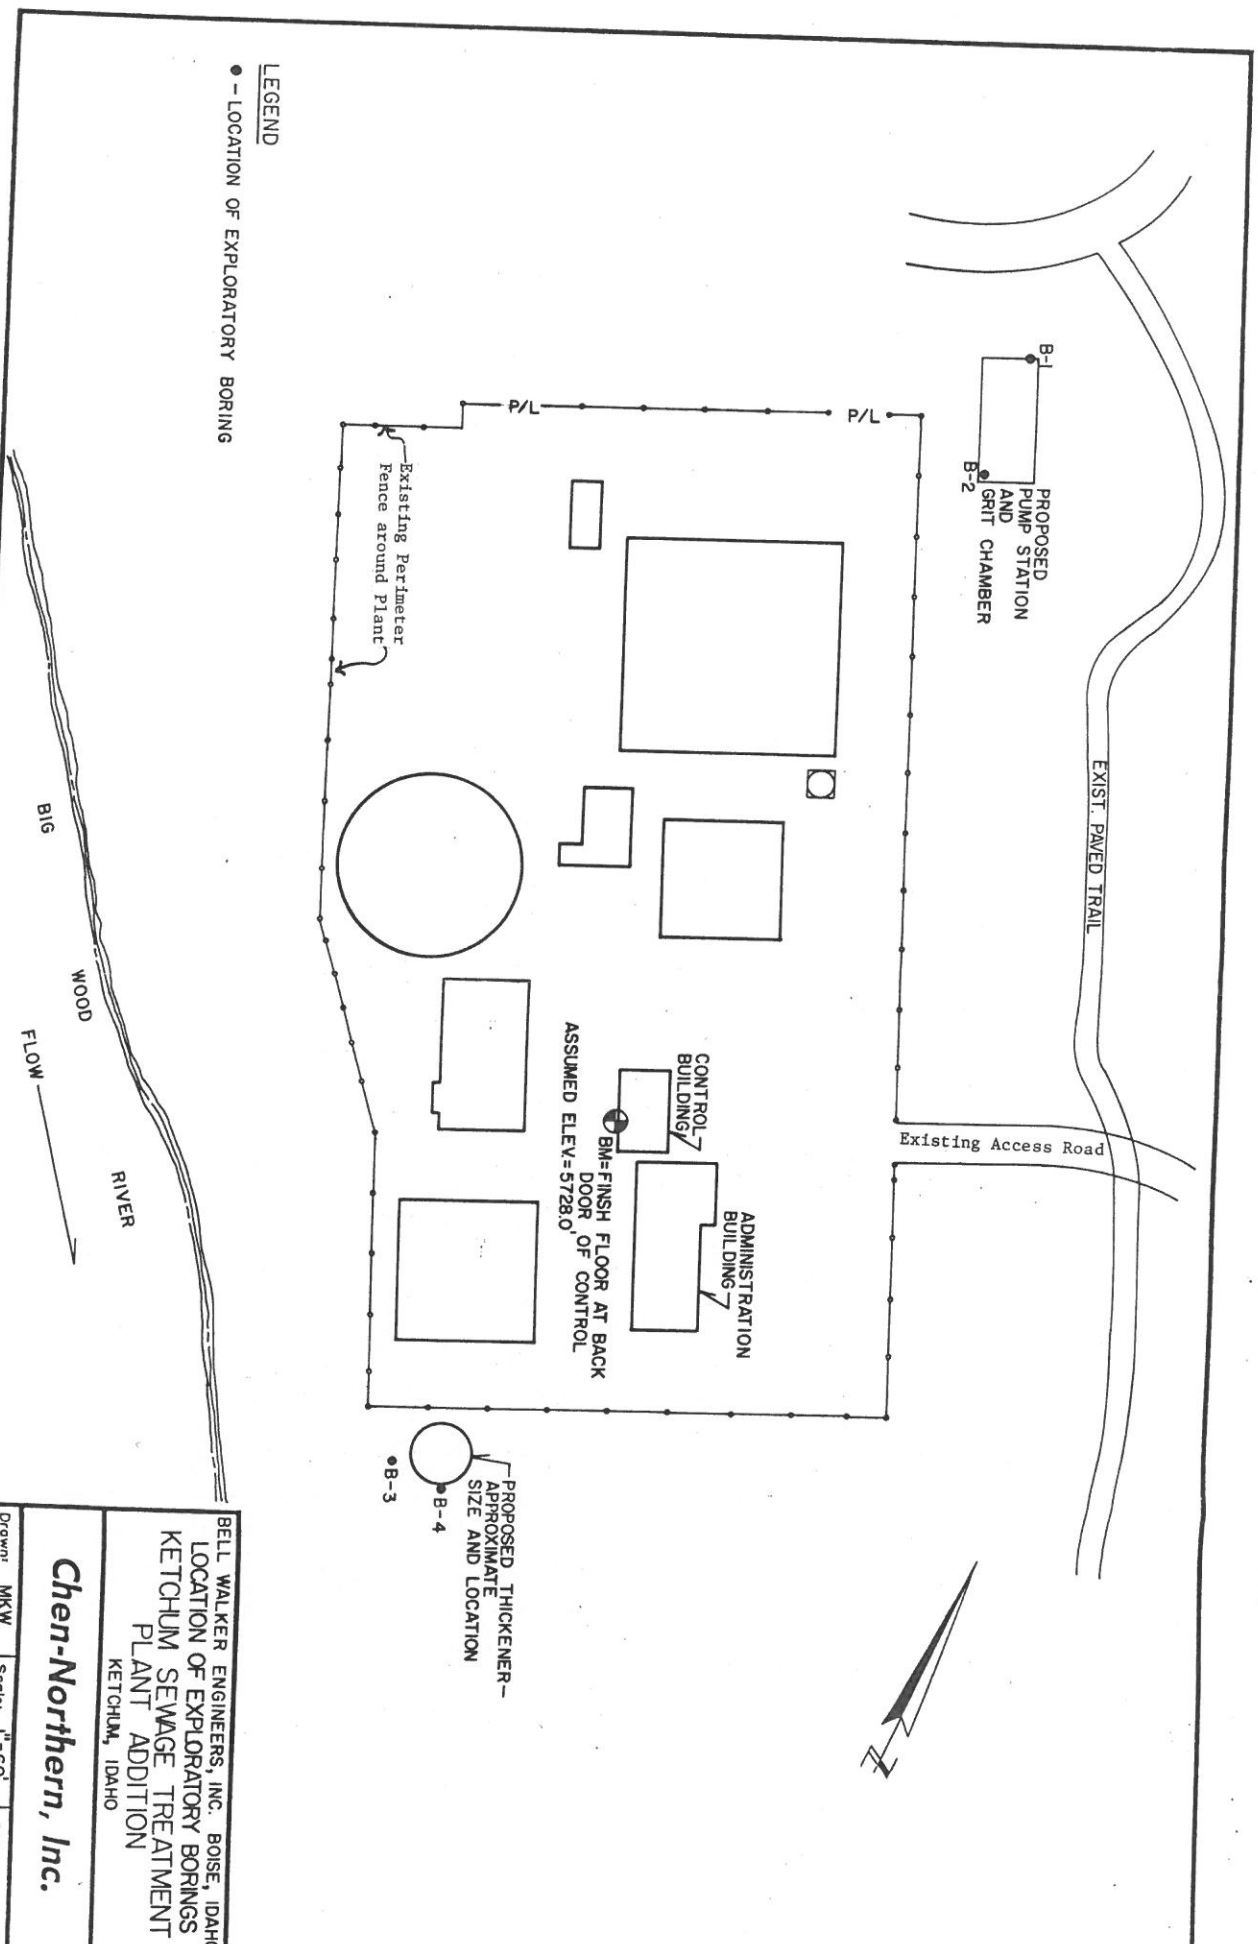 LEGEND
● - LOCATION OF EXPLORATORY BORING
B-1
B-2
PROPOSED
PUMP STATION
AND
GRIT CHAMBER
P/L
P/L
Existing Perimeter
Fence around Plant
EXIST. PAVED TRAIL
Existing Access Road
CONTROL
BUILDING
ADMINISTRATION
BUILDING
BM=FINSH FLOOR AT BACK
DOOR OF CONTROL
ASSUMED ELEV.=5728.0'
BIG
WOOD
RIVER
FLOW
B-3
B-4
PROPOSED THICKENER-
APPROXIMATE
SIZE AND LOCATION
N
BELL WALKER ENGINEERS, INC. BOISE, IDAHO
LOCATION OF EXPLORATORY BORINGS
KETCHUM SEWAGE TREATMENT
PLANT ADDITION
KETCHUM, IDAHO
Chen-Northern, Inc.
Drawn: MKW